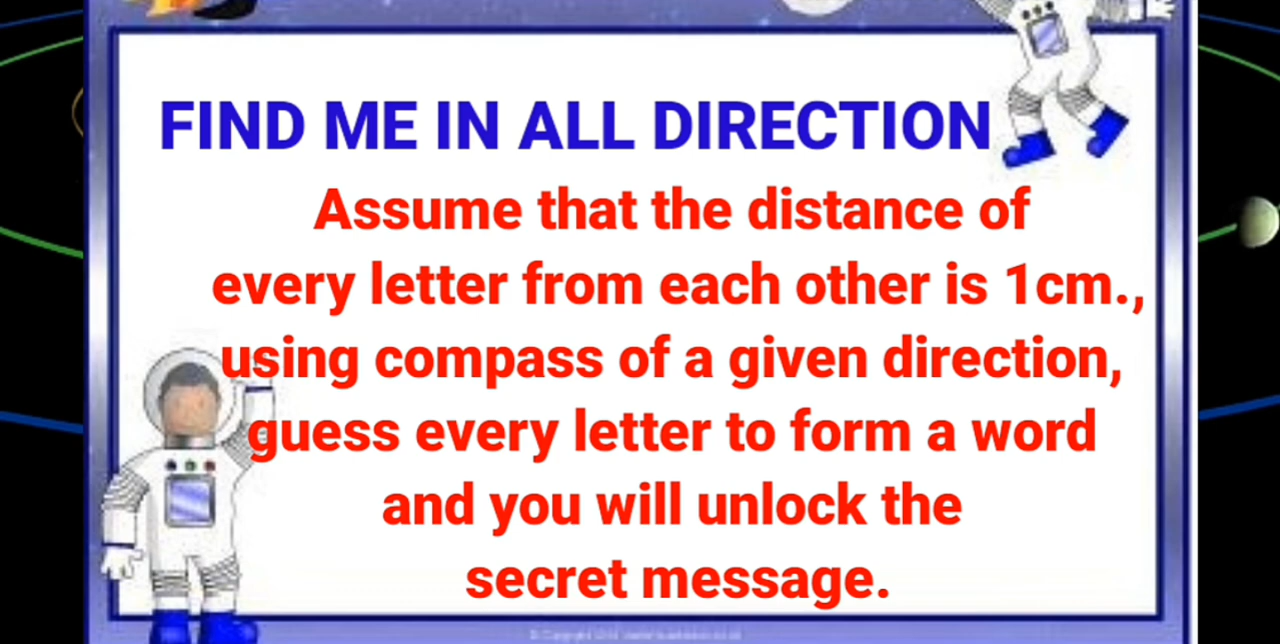 FIND ME IN ALL DIRECTION
Assume that the distance of
every letter from each other is 1cm.,
using compass of a given direction,
guess every letter to form a word
and you will unlock the
secret message.